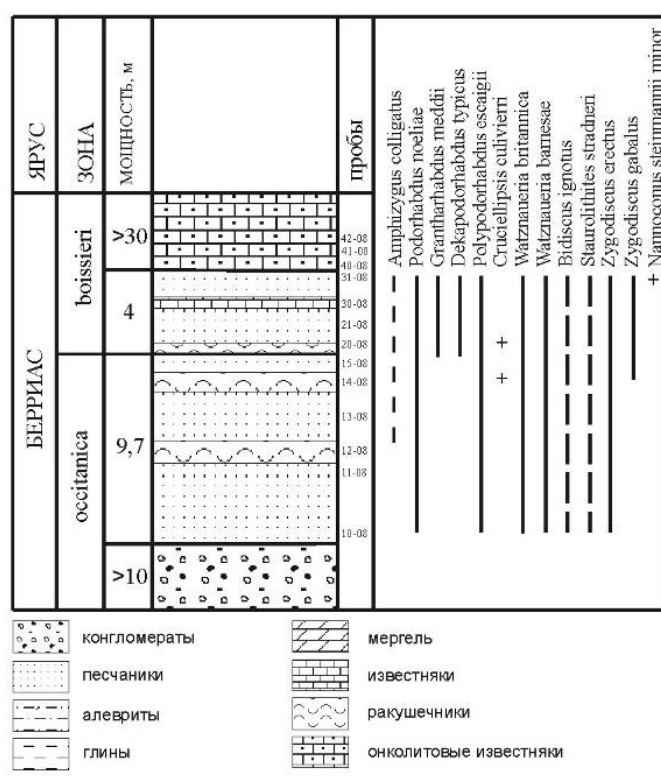 ЯРУС
ЗОНА
МОЩНОСТЬ, м
пробы
Amphizygus colligatus
Podorhabdus noeliae
Grantharhabdus meddii
Dekapodorhabdus typicus
Polypodorhabdus escaigii
Cruciellipsis culivierri
Watznaueria britannica
Watznaueria barnesae
Bidiscus ignotus
Staurolithites stradneri
Zygodiscus erectus
Zygodiscus gabalus
+ Nannoconus steinmannii minor
БЕРРИАС
boissieri
occitanica
>30
4
9,7
>10
42-08
41-08
40-08
31-08
30-08
21-08
20-08
15-08
14-08
13-08
12-08
11-08
10-08
+
+
конгломераты
песчаники
алевриты
глины
мергель
известняки
ракушечники
онколитовые известняки